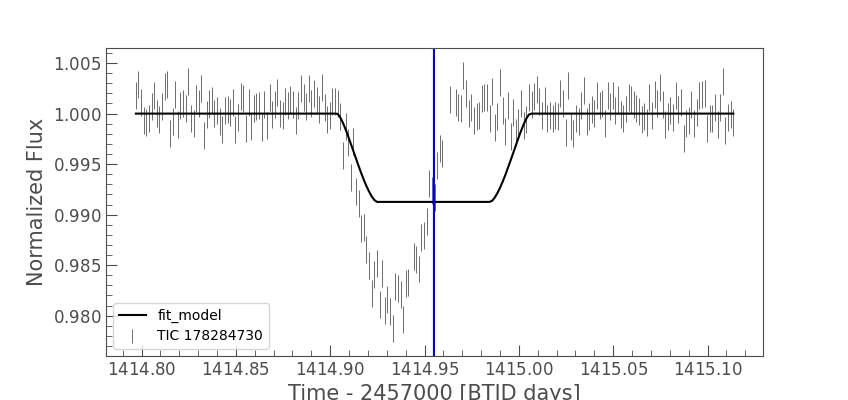 Normalized Flux
1.005
1.000
0.995
0.990
0.985
0.980
fit_model
TIC 178284730
1414.80 1414.85 1414.90 1414.95 1415.00 1415.05 1415.10
Time - 2457000 [BTJD days]